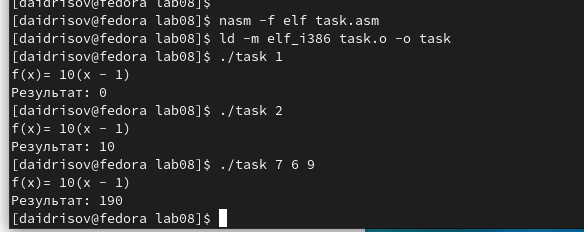 [daidrisov@fedora lab08]$
[daidrisov@fedora lab08]$ nasm -f elf task.asm
[daidrisov@fedora lab08]$ ld -m elf_i386 task.o -o task
[daidrisov@fedora lab08]$ ./task 1
f(x)= 10(x - 1)
Результат: 0
[daidrisov@fedora lab08]$ ./task 2
f(x)= 10(x - 1)
Результат: 10
[daidrisov@fedora lab08]$ ./task 7 6 9
f(x)= 10(x - 1)
Результат: 190
[daidrisov@fedora lab08]$